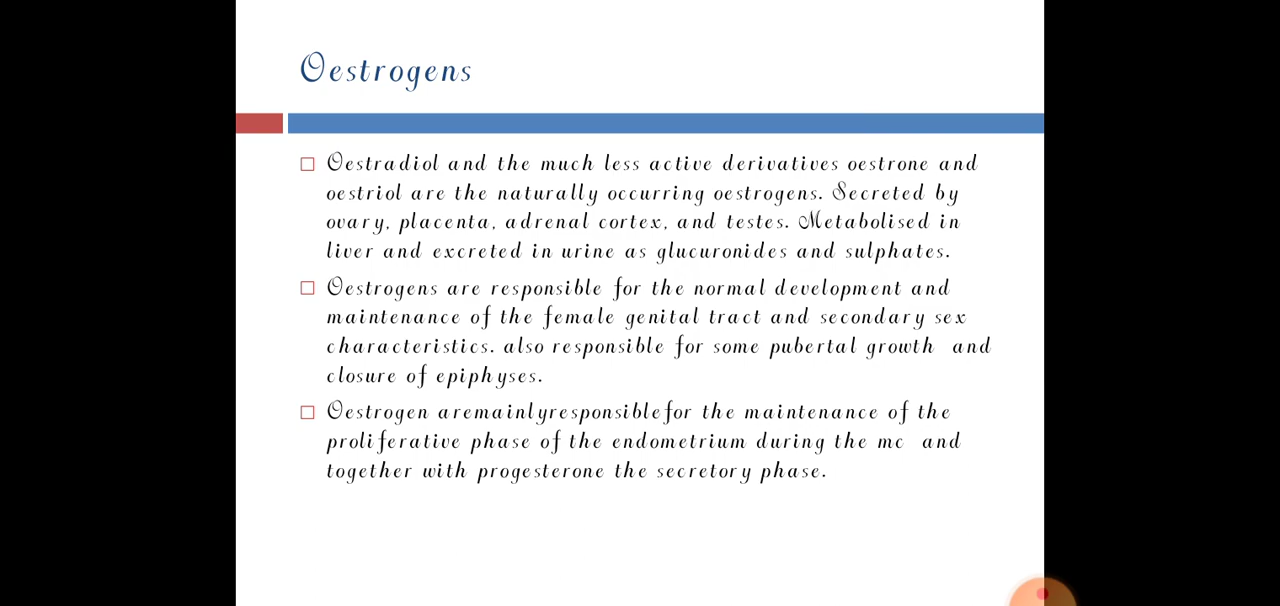 Oestrogens
Oestradiol and the much less active derivatives oestrone and
oestriol are the naturally occurring oestrogens. Secreted by
ovary, placenta, adrenal cortex, and testes. Metabolised in
liver and excreted in urine as glucuronides and sulphates.
Oestrogens are responsible for the normal development and
maintenance of the female genital tract and secondary sex
characteristics. also responsible for some pubertal growth and
closure of epiphyses.
Oestrogen aremainlyresponsiblefor the maintenance of the
proliferative phase of the endometrium during the mc and
together with progesterone the secretory phase.